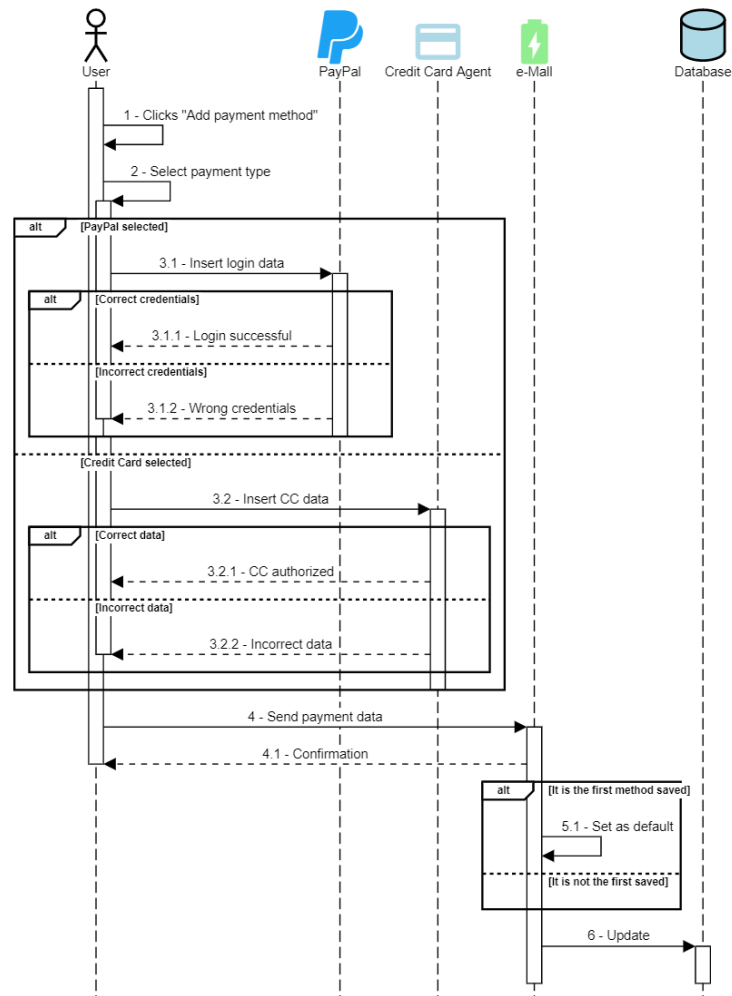 User
PayPal
Credit Card Agent
e-Mall
Database
1 - Clicks "Add payment method"
2 - Select payment type
alt
[PayPal selected]
3.1 - Insert login data
alt
[Correct credentials]
3.1.1 - Login successful
[Incorrect credentials]
3.1.2 - Wrong credentials
[Credit Card selected]
3.2 - Insert CC data
alt
[Correct data]
3.2.1 - CC authorized
[Incorrect data]
3.2.2 - Incorrect data
4 - Send payment data
4.1 - Confirmation
alt
[It is the first method saved]
5.1 - Set as default
[It is not the first saved]
6 - Update